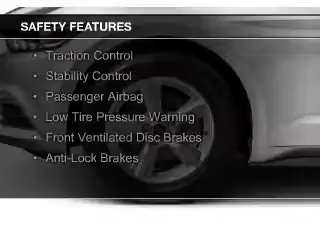 SAFETY FEATURES
• Traction Control
• Stability Control
• Passenger Airbag
• Low Tire Pressure Warning
• Front Ventilated Disc Brakes
• Anti-Lock Brakes